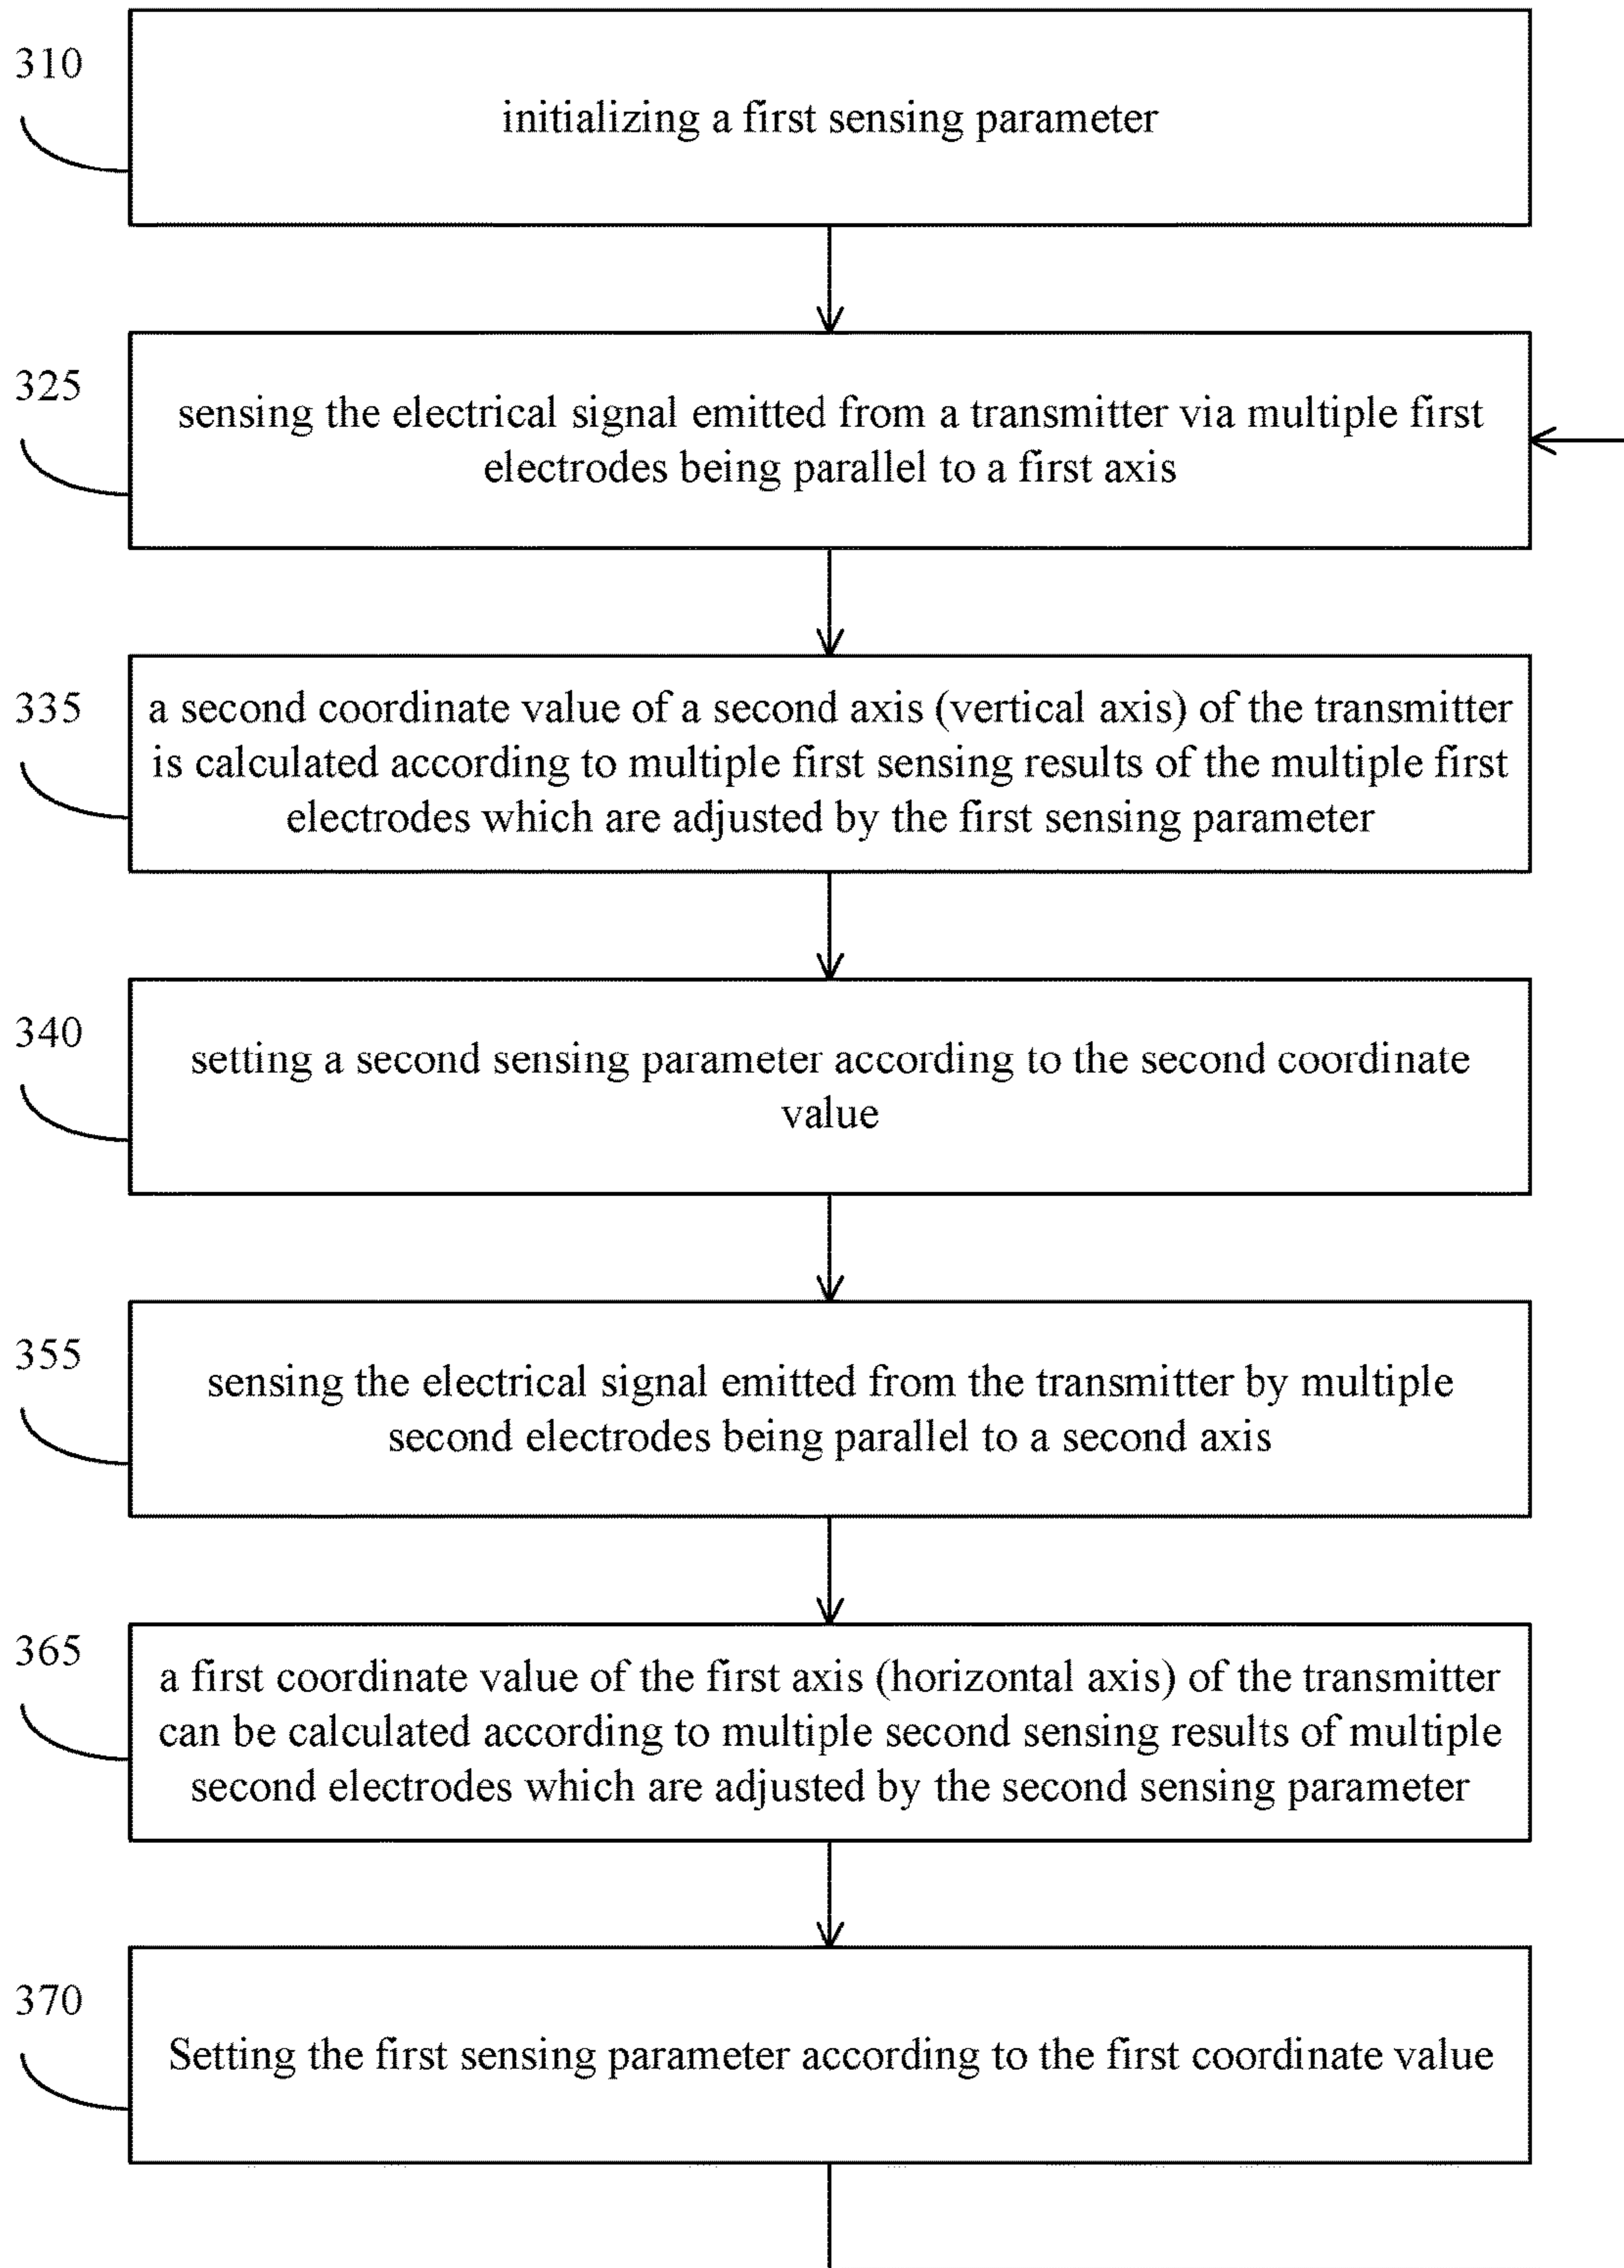 310
initializing a first sensing parameter
325
sensing the electrical signal emitted from a transmitter via multiple first
electrodes being parallel to a first axis
335
a second coordinate value of a second axis (vertical axis) of the transmitter
is calculated according to multiple first sensing results of the multiple first
electrodes which are adjusted by the first sensing parameter
340
setting a second sensing parameter according to the second coordinate
value
355
sensing the electrical signal emitted from the transmitter by multiple
second electrodes being parallel to a second axis
365
a first coordinate value of the first axis (horizontal axis) of the transmitter
can be calculated according to multiple second sensing results of multiple
second electrodes which are adjusted by the second sensing parameter
370
Setting the first sensing parameter according to the first coordinate value